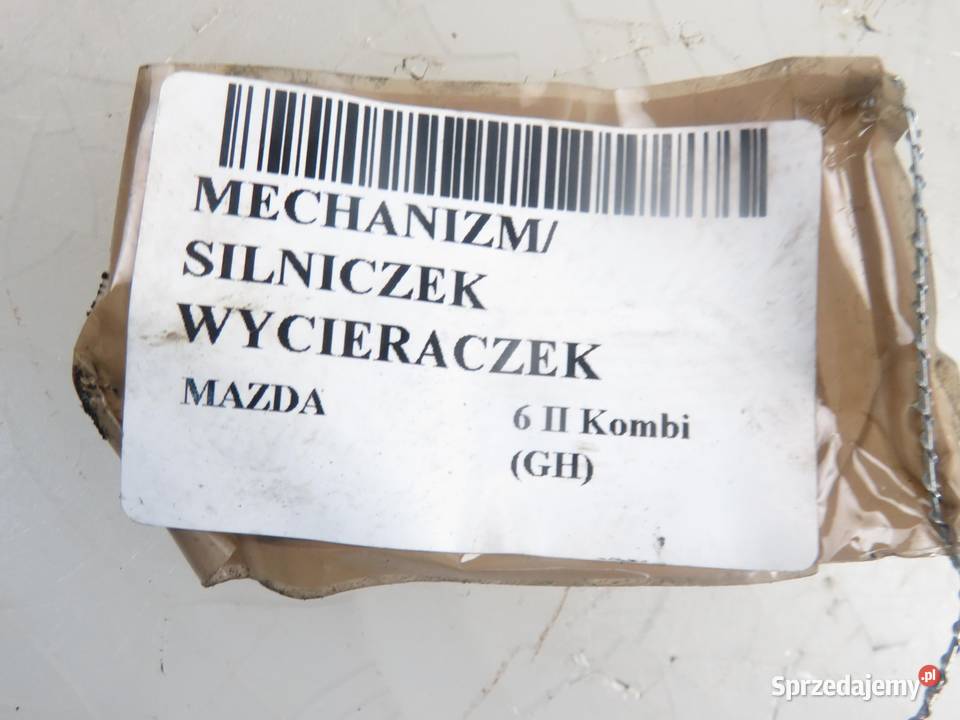 MECHANIZM/
SILNICZEK
WYCIERACZEK
MAZDA 6 II Kombi
(GH)
Sprzedajemy.pl